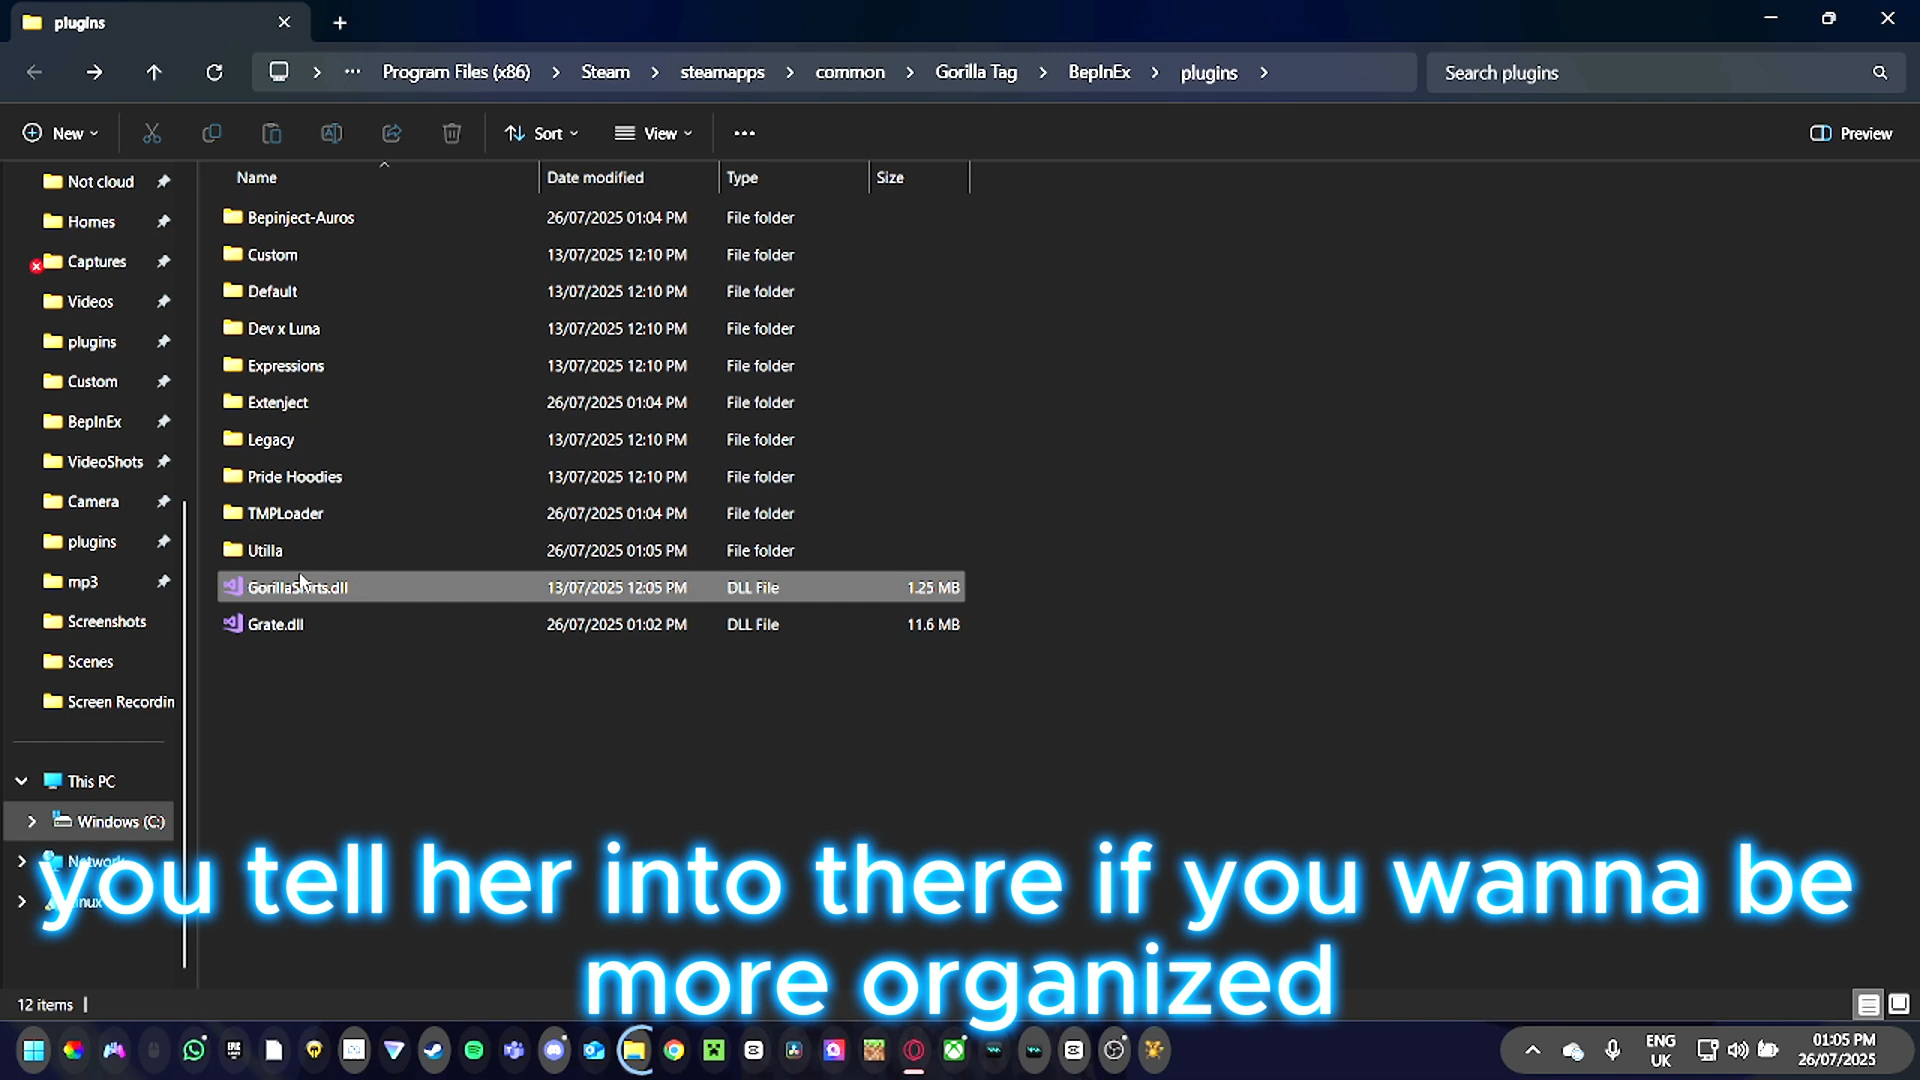 plugins
Program Files (x86) > Steam > steamapps > common > Gorilla Tag > BepInEx > plugins >
Search plugins
New
Sort
View
Preview
Name Date modified Type Size
Not cloud
Homes
Captures
Videos
plugins
Custom
BepInEx
VideoShots
Camera
plugins
mp3
Screenshots
Scenes
Screen Recordin
This PC
Windows (C:)
Network
Bepinject-Auros 26/07/2025 01:04 PM File folder
Custom 13/07/2025 12:10 PM File folder
Default 13/07/2025 12:10 PM File folder
Dev x Luna 13/07/2025 12:10 PM File folder
Expressions 13/07/2025 12:10 PM File folder
Extenject 26/07/2025 01:04 PM File folder
Legacy 13/07/2025 12:10 PM File folder
Pride Hoodies 13/07/2025 12:10 PM File folder
TMPLoader 26/07/2025 01:04 PM File folder
Utilla 26/07/2025 01:05 PM File folder
GorillaShirts.dll 13/07/2025 12:05 PM DLL File 1.25 MB
Grate.dll 26/07/2025 01:02 PM DLL File 11.6 MB
you tell her into there if you wanna be
more organized
12 items
ENG
UK
01:05 PM
26/07/2025